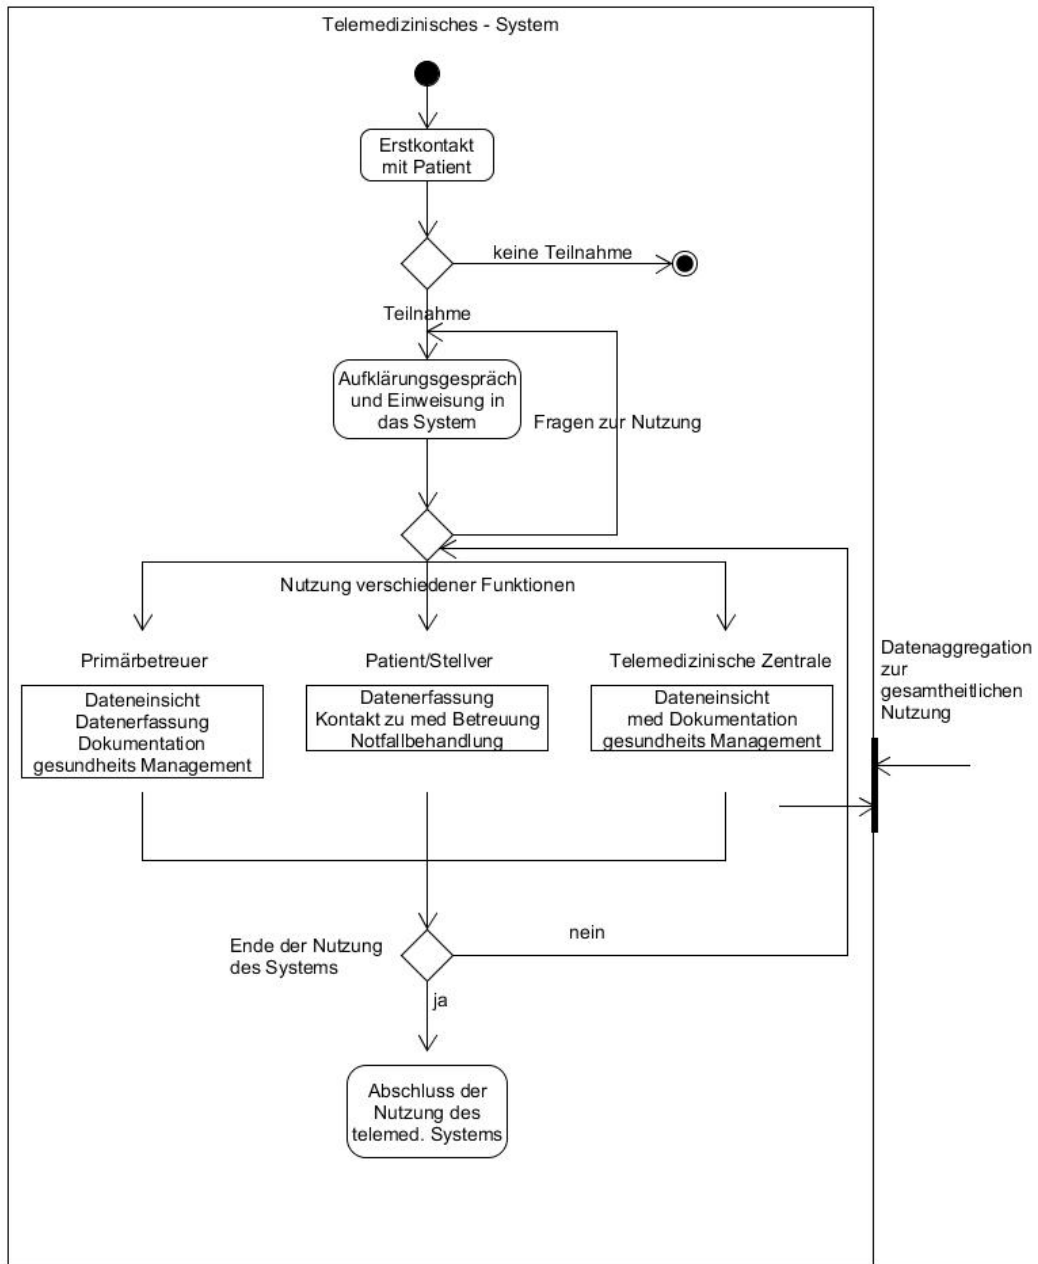 Telemedizinisches - System
Erstkontakt
mit Patient
keine Teilnahme
Teilnahme
Aufklärungsgespräch
und Einweisung in
das System
Fragen zur Nutzung
Nutzung verschiedener Funktionen
Primärbetreuer
Dateneinsicht
Datenerfassung
Dokumentation
gesundheits Management
Patient/Stellver
Datenerfassung
Kontakt zu med Betreuung
Notfallbehandlung
Telemedizinische Zentrale
Dateneinsicht
med Dokumentation
gesundheits Management
Datenaggregation
zur
gesamtheitlichen
Nutzung
Ende der Nutzung
des Systems
nein
ja
Abschluss der
Nutzung des
telemed. Systems